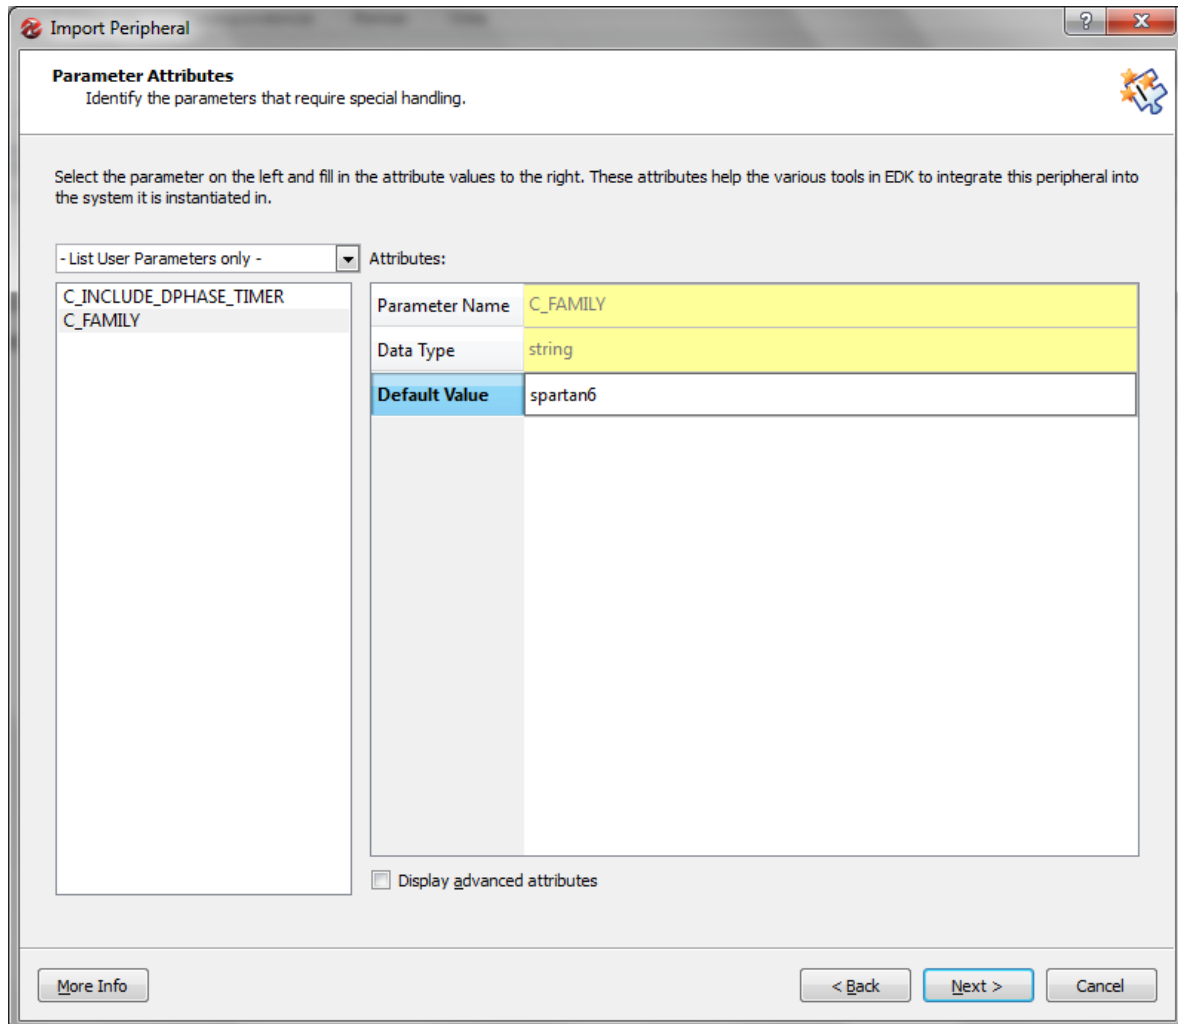 Import Peripheral
?
X
Parameter Attributes
Identify the parameters that require special handling.
Select the parameter on the left and fill in the attribute values to the right. These attributes help the various tools in EDK to integrate this peripheral into
the system it is instantiated in.
- List User Parameters only -
Attributes:
C_INCLUDE_DPHASE_TIMER
C_FAMILY
Parameter Name C_FAMILY
Data Type string
Default Value spartan6
Display advanced attributes
More Info
< Back
Next >
Cancel